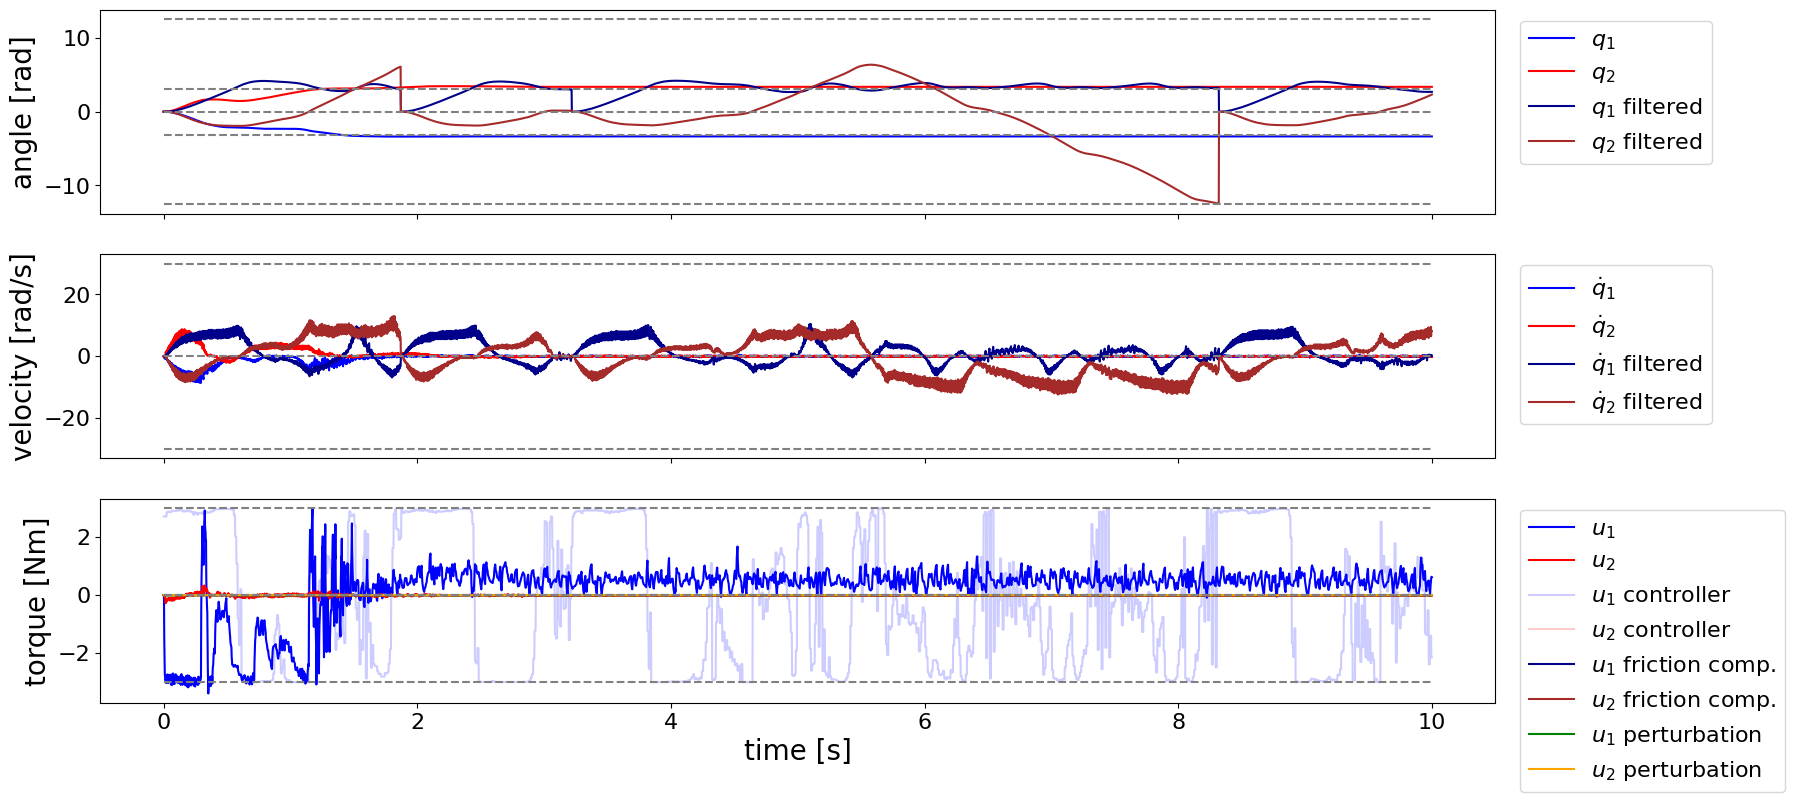 angle [rad]
10
0
−10
q₁
q₂
q₁ filtered
q₂ filtered
velocity [rad/s]
20
0
−20
q̇₁
q̇₂
q̇₁ filtered
q̇₂ filtered
torque [Nm]
2
0
−2
0 2 4 6 8 10
time [s]
u₁
u₂
u₁ controller
u₂ controller
u₁ friction comp.
u₂ friction comp.
u₁ perturbation
u₂ perturbation